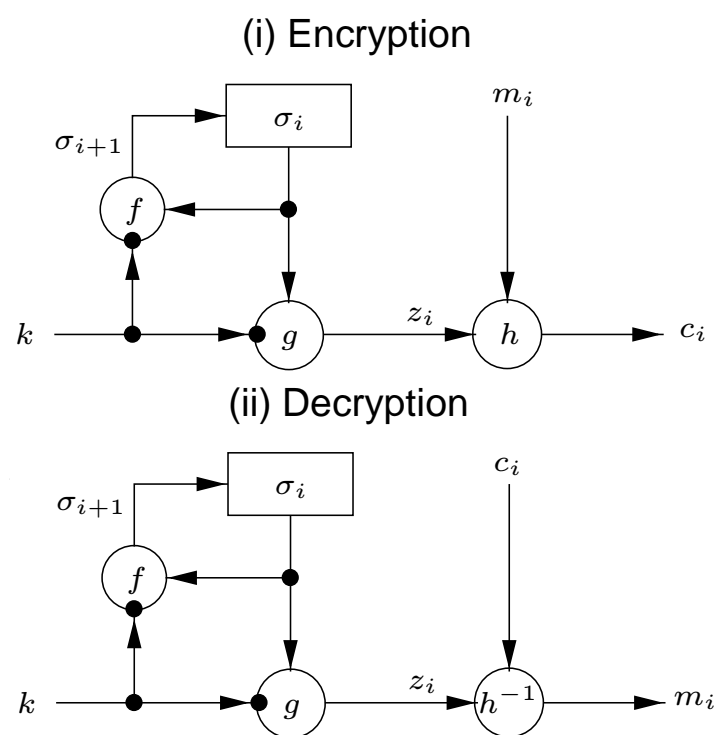 (i) Encryption
m_i
σ_i
σ_{i+1}
f
z_i
k
g
h
c_i
(ii) Decryption
c_i
σ_i
σ_{i+1}
f
z_i
k
g
h^{-1}
m_i